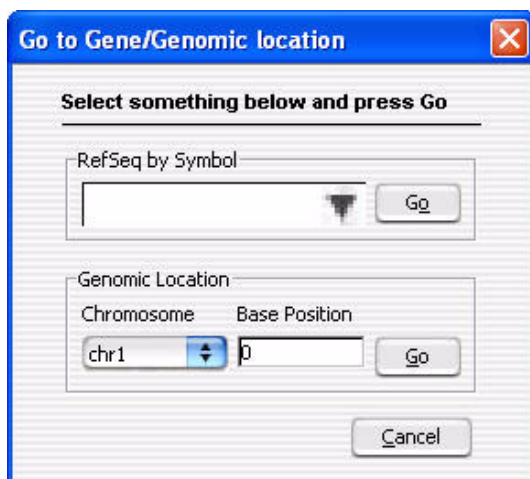 Go to Gene/Genomic location
Select something below and press Go
RefSeq by Symbol
Go
Genomic Location
Chromosome Base Position
chr1 0 Go
Cancel